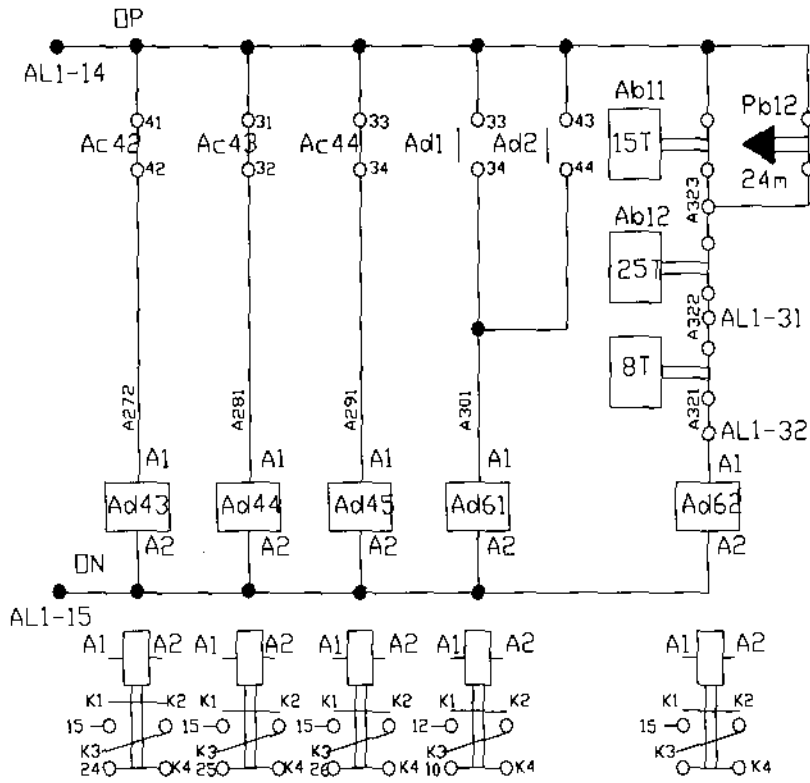 OP
AL1-14
41 31 33 33 43 Ab11 Pb12
Ac42 Ac43 Ac44 Ad1 Ad2 15T
42 32 34 34 44 24m
A323
Ab12
25T
A322 AL1-31
8T
A272 A281 A291 A301 A321
AL1-32
A1 A1 A1 A1 A1
Ad43 Ad44 Ad45 Ad61 Ad62
A2 A2 A2 A2 A2
ON
AL1-15
A1 A2 A1 A2 A1 A2 A1 A2 A1 A2
K1 K2 K1 K2 K1 K2 K1 K2 K1 K2
15 15 15 12 15
K3 K3 K3 K3 K3
24 K4 25 K4 26 K4 10 K4 K4